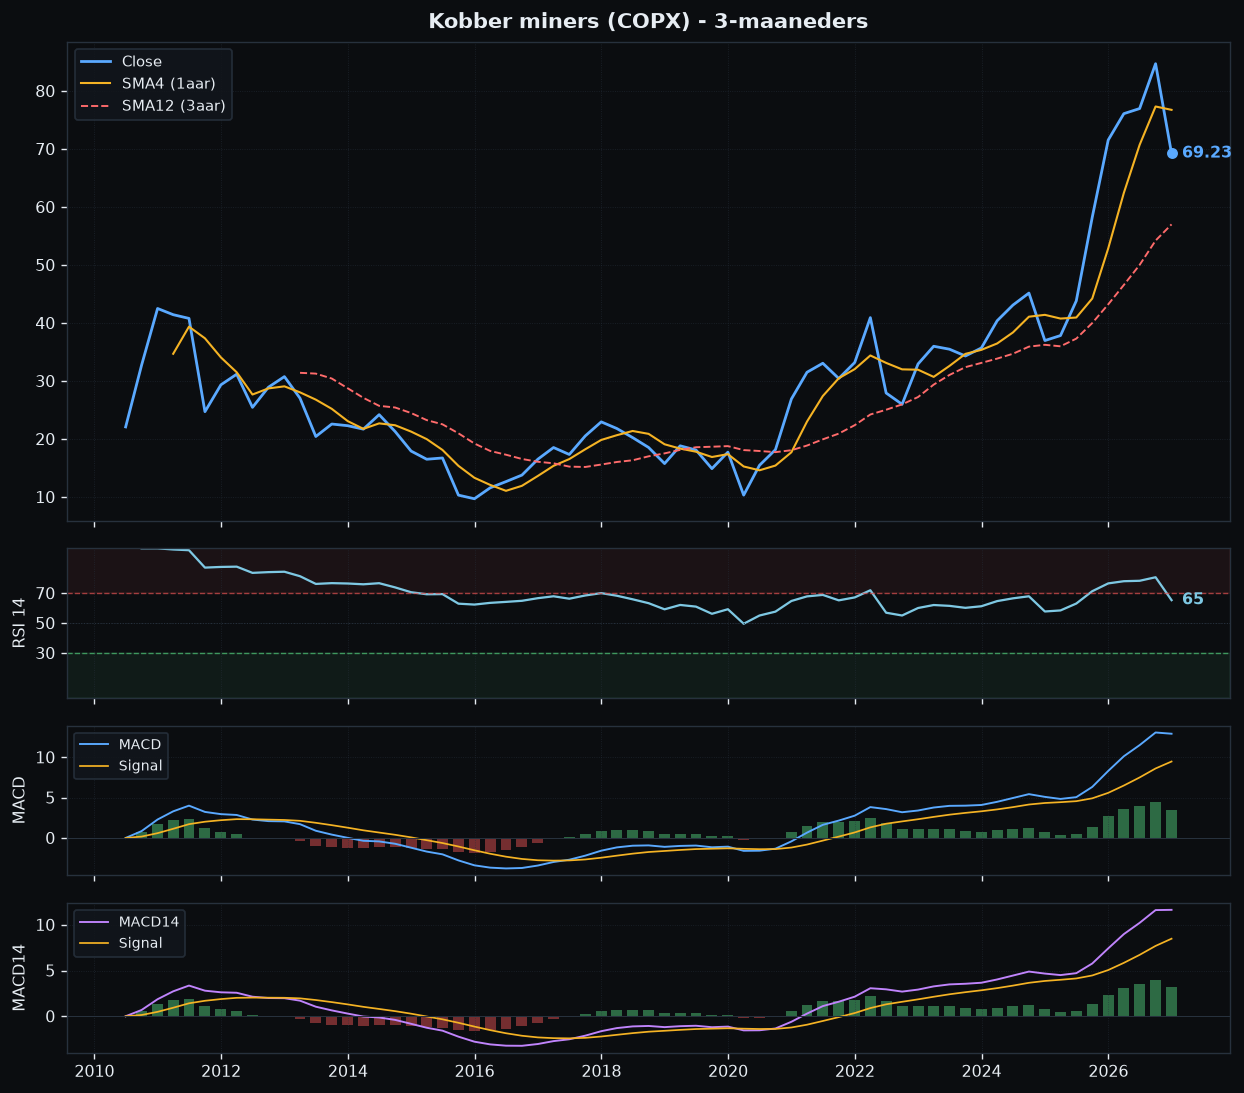 Kobber miners (COPX) - 3-maaneders
Close
SMA4 (1aar)
SMA12 (3aar)
80
70
60
50
40
30
20
10
69.23
RSI 14
70
50
30
65
MACD
10
5
0
MACD
Signal
MACD14
10
5
0
MACD14
Signal
2010 2012 2014 2016 2018 2020 2022 2024 2026